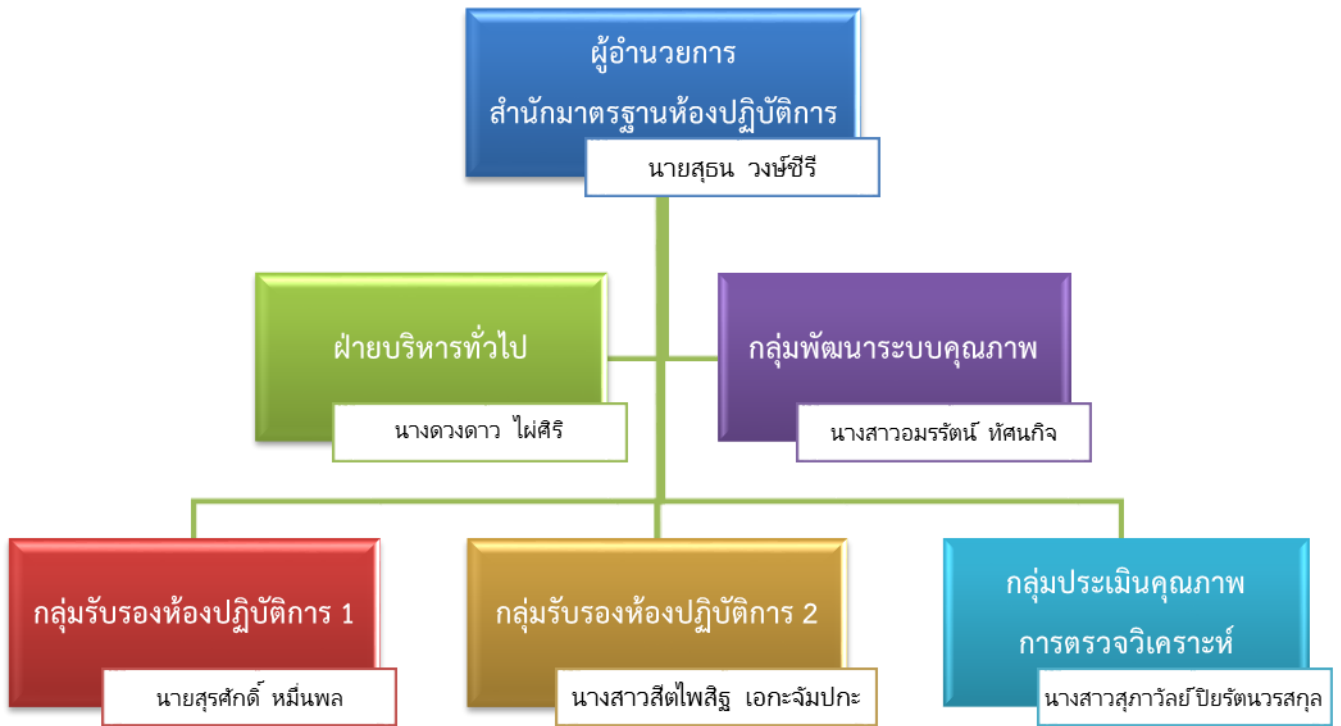 ผู้อำนวยการ
สำนักมาตรฐานห้องปฏิบัติการ
นายสุธน วงษ์ชีรี
ฝ่ายบริหารทั่วไป
นางดวงดาว ไผ่ศิริ
กลุ่มพัฒนาระบบคุณภาพ
นางสาวอมรรัตน์ ทัศนกิจ
กลุ่มรับรองห้องปฏิบัติการ 1
นายสุรศักดิ์ หมื่นพล
กลุ่มรับรองห้องปฏิบัติการ 2
นางสาวสีตไพสิฐ เอกะจัมปกะ
กลุ่มประเมินคุณภาพ
การตรวจวิเคราะห์
นางสาวสุภาวัลย์ ปิยรัตนวรสกุล